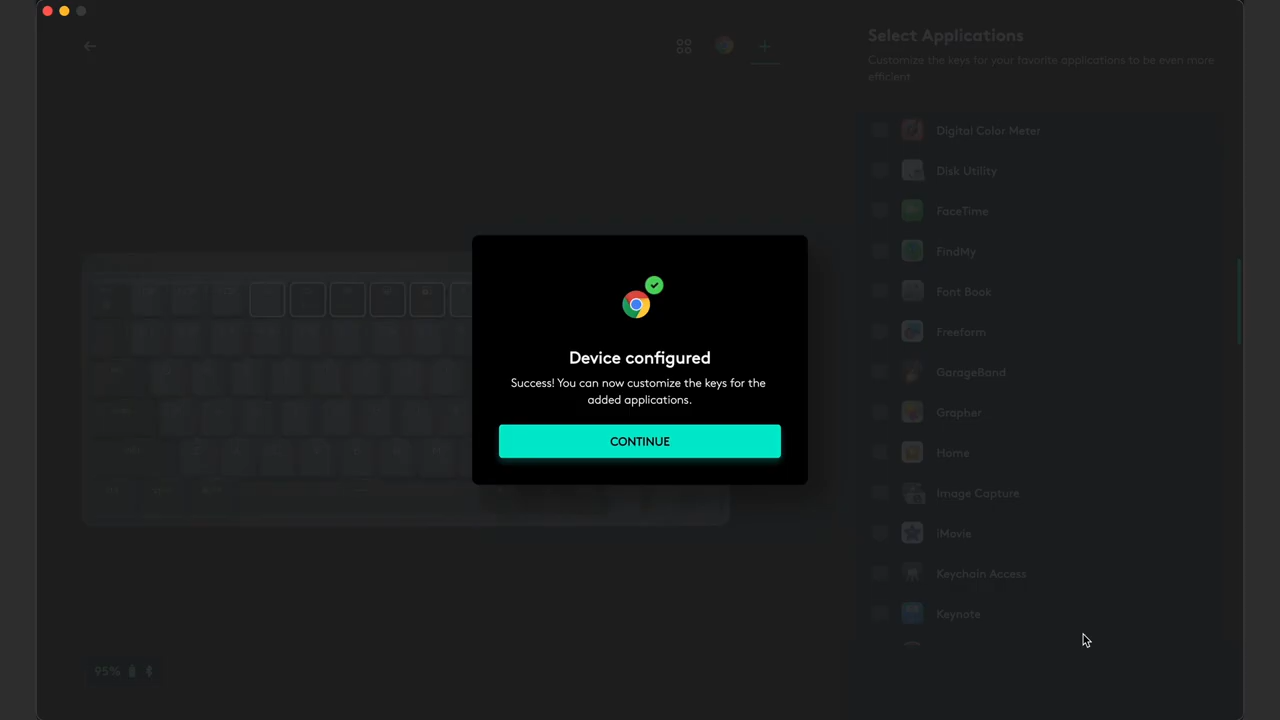 Select Applications
Customize the keys for your favorite applications to be even more
efficient
Digital Color Meter
Disk Utility
FaceTime
FindMy
Font Book
Freeform
GarageBand
Grapher
Home
Image Capture
iMovie
Keychain Access
Keynote
Device configured
Success! You can now customize the keys for the
added applications.
CONTINUE
95%